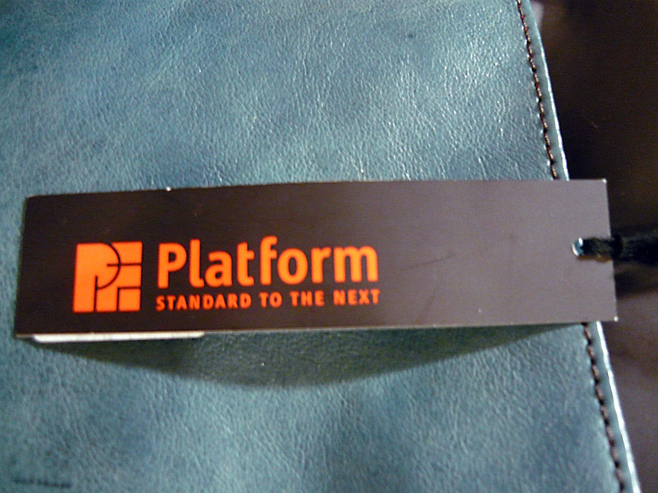 Platform
STANDARD TO THE NEXT